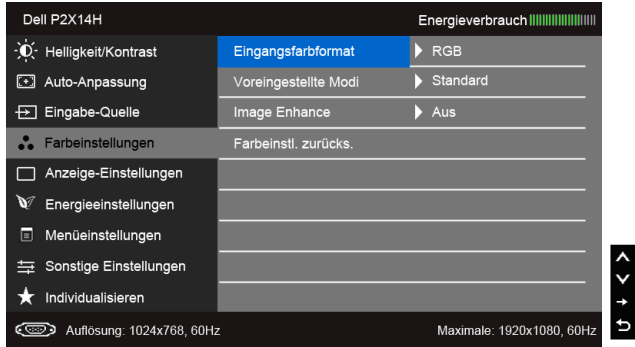 Dell P2X14H Energieverbrauch
Helligkeit/Kontrast Eingangsfarbformat RGB
Auto-Anpassung Voreingestellte Modi Standard
Eingabe-Quelle Image Enhance Aus
Farbeinstellungen Farbeinstl. zurücks.
Anzeige-Einstellungen
Energieeinstellungen
Menüeinstellungen
Sonstige Einstellungen
Individualisieren
Auflösung: 1024x768, 60Hz Maximale: 1920x1080, 60Hz